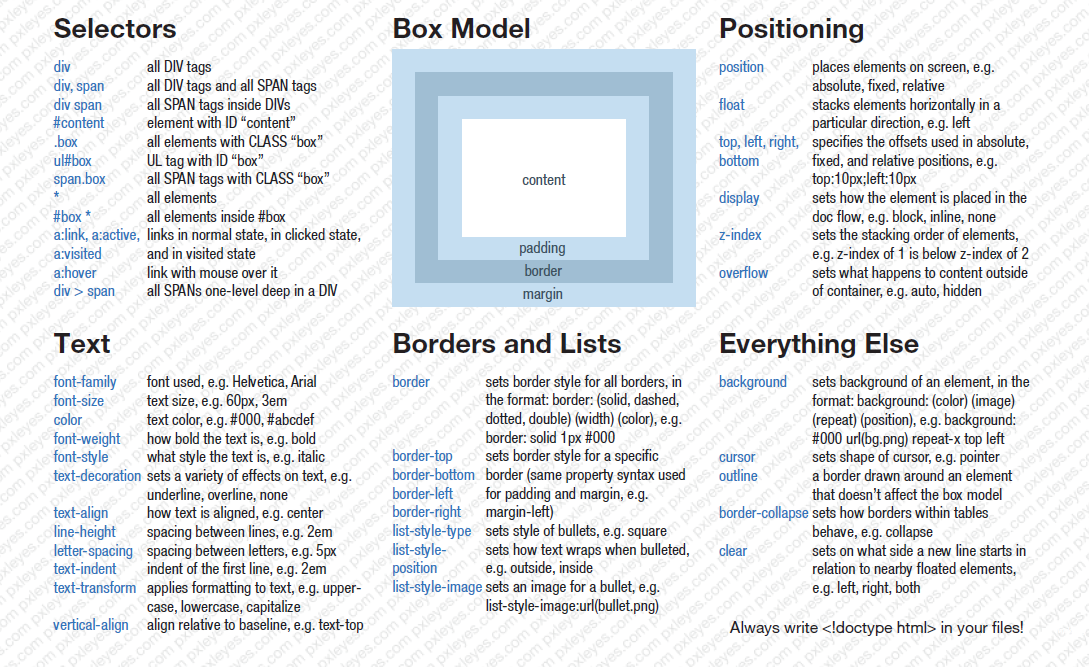 Selectors
div all DIV tags
div, span all DIV tags and all SPAN tags
div span all SPAN tags inside DIVs
#content element with ID “content”
.box all elements with CLASS “box”
ul#box UL tag with ID “box”
span.box all SPAN tags with CLASS “box”
* all elements
#box * all elements inside #box
a:link, a:active, links in normal state, in clicked state,
a:visited and in visited state
a:hover link with mouse over it
div > span all SPANs one-level deep in a DIV
Box Model
content
padding
border
margin
Positioning
position places elements on screen, e.g.
absolute, fixed, relative
float stacks elements horizontally in a
particular direction, e.g. left
top, left, right, specifies the offsets used in absolute,
bottom fixed, and relative positions, e.g.
top:10px;left:10px
display sets how the element is placed in the
doc flow, e.g. block, inline, none
z-index sets the stacking order of elements,
e.g. z-index of 1 is below z-index of 2
overflow sets what happens to content outside
of container, e.g. auto, hidden
Text
font-family font used, e.g. Helvetica, Arial
font-size text size, e.g. 60px, 3em
color text color, e.g. #000, #abcdef
font-weight how bold the text is, e.g. bold
font-style what style the text is, e.g. italic
text-decoration sets a variety of effects on text, e.g.
underline, overline, none
text-align how text is aligned, e.g. center
line-height spacing between lines, e.g. 2em
letter-spacing spacing between letters, e.g. 5px
text-indent indent of the first line, e.g. 2em
text-transform applies formatting to text, e.g. upper-
case, lowercase, capitalize
vertical-align align relative to baseline, e.g. text-top
Borders and Lists
border sets border style for all borders, in
the format: border: (solid, dashed,
dotted, double) (width) (color), e.g.
border: solid 1px #000
border-top sets border style for a specific
border-bottom border (same property syntax used
border-left for padding and margin, e.g.
border-right margin-left)
list-style-type sets style of bullets, e.g. square
list-style- sets how text wraps when bulleted,
position e.g. outside, inside
list-style-image sets an image for a bullet, e.g.
list-style-image:url(bullet.png)
Everything Else
background sets background of an element, in the
format: background: (color) (image)
(repeat) (position), e.g. background:
#000 url(bg.png) repeat-x top left
cursor sets shape of cursor, e.g. pointer
outline a border drawn around an element
that doesn’t affect the box model
border-collapse sets how borders within tables
behave, e.g. collapse
clear sets on what side a new line starts in
relation to nearby floated elements,
e.g. left, right, both
Always write <!doctype html> in your files!
pxleyes.com